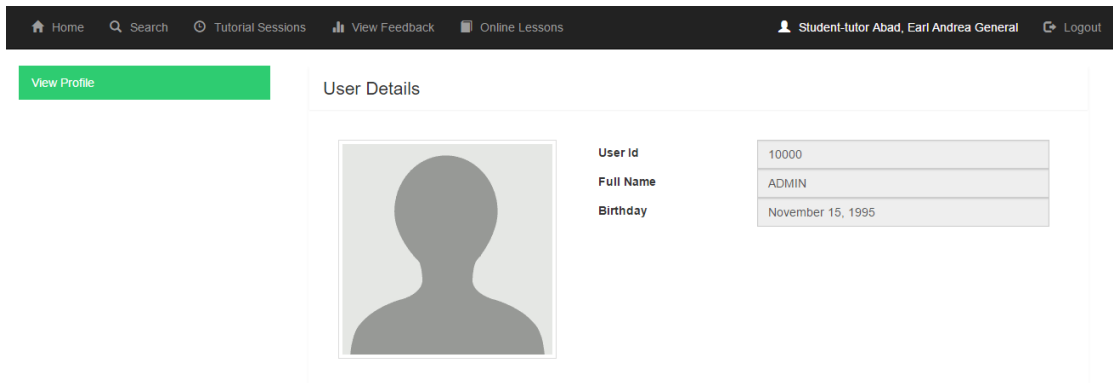 Home Search Tutorial Sessions View Feedback Online Lessons Student-tutor Abad, Earl Andrea General Logout
View Profile
User Details
User Id 10000
Full Name ADMIN
Birthday November 15, 1995